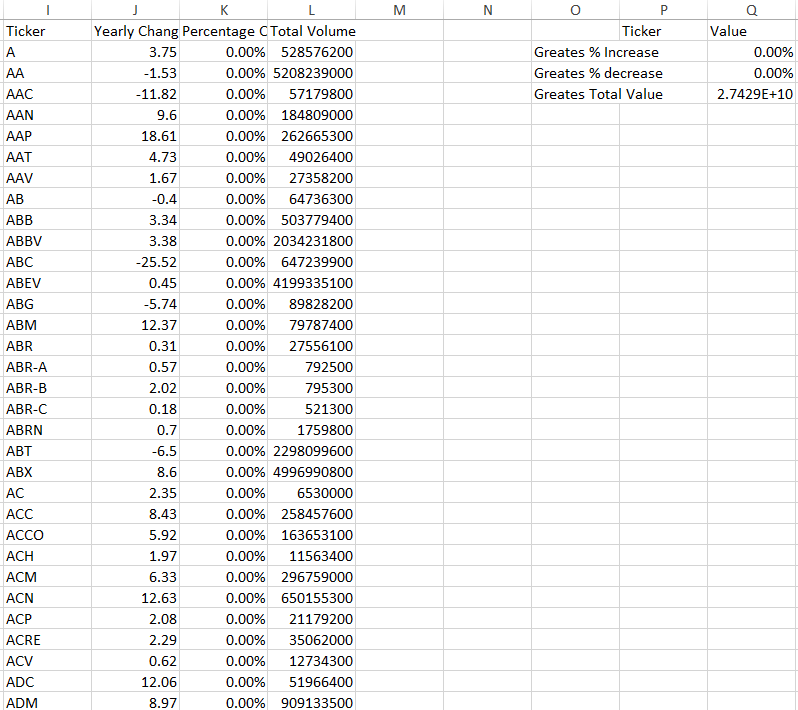 I J K L M N O P Q
Ticker Yearly Chang Percentage C Total Volume Ticker Value
A 3.75 0.00% 528576200 Greates % Increase 0.00%
AA -1.53 0.00% 5208239000 Greates % decrease 0.00%
AAC -11.82 0.00% 57179800 Greates Total Value 2.7429E+10
AAN 9.6 0.00% 184809000
AAP 18.61 0.00% 262665300
AAT 4.73 0.00% 49026400
AAV 1.67 0.00% 27358200
AB -0.4 0.00% 64736300
ABB 3.34 0.00% 503779400
ABBV 3.38 0.00% 2034231800
ABC -25.52 0.00% 647239900
ABEV 0.45 0.00% 4199335100
ABG -5.74 0.00% 89828200
ABM 12.37 0.00% 79787400
ABR 0.31 0.00% 27556100
ABR-A 0.57 0.00% 792500
ABR-B 2.02 0.00% 795300
ABR-C 0.18 0.00% 521300
ABRN 0.7 0.00% 1759800
ABT -6.5 0.00% 2298099600
ABX 8.6 0.00% 4996990800
AC 2.35 0.00% 6530000
ACC 8.43 0.00% 258457600
ACCO 5.92 0.00% 163653100
ACH 1.97 0.00% 11563400
ACM 6.33 0.00% 296759000
ACN 12.63 0.00% 650155300
ACP 2.08 0.00% 21179200
ACRE 2.29 0.00% 35062000
ACV 0.62 0.00% 12734300
ADC 12.06 0.00% 51966400
ADM 8.97 0.00% 909133500